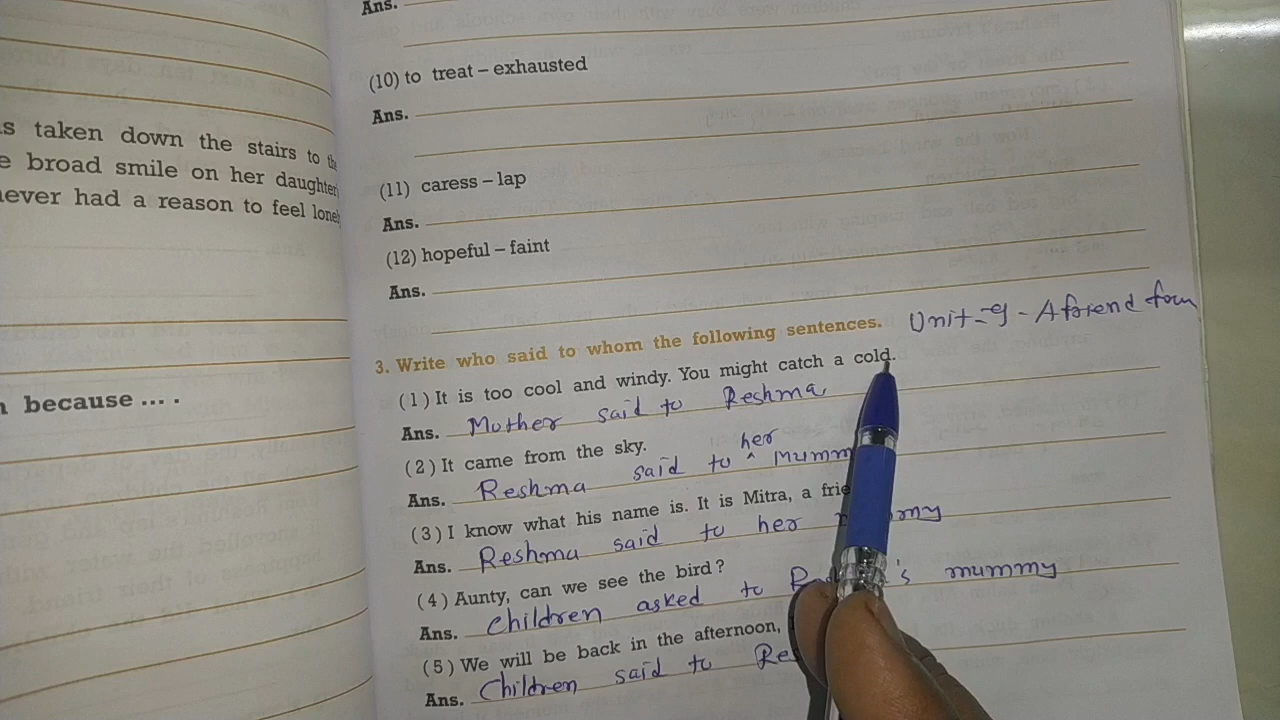 s taken down the stairs to the
e broad smile on her daughter
never had a reason to feel lone
n because ... .
Ans.
(10) to treat – exhausted
Ans.
(11) caress – lap
Ans.
(12) hopeful – faint
Ans.
3. Write who said to whom the following sentences. Unit-9 - A friend
(1) It is too cool and windy. You might catch a cold.
Ans. Mother said to Reshma.
(2) It came from the sky.
her
Ans. Reshma said to ^ Mumm
(3) I know what his name is. It is Mitra, a frie
Ans. Reshma said to her my
(4) Aunty, can we see the bird?
Ans. Children asked to 's mummy
(5) We will be back in the afternoon,
Ans. Children said to Res